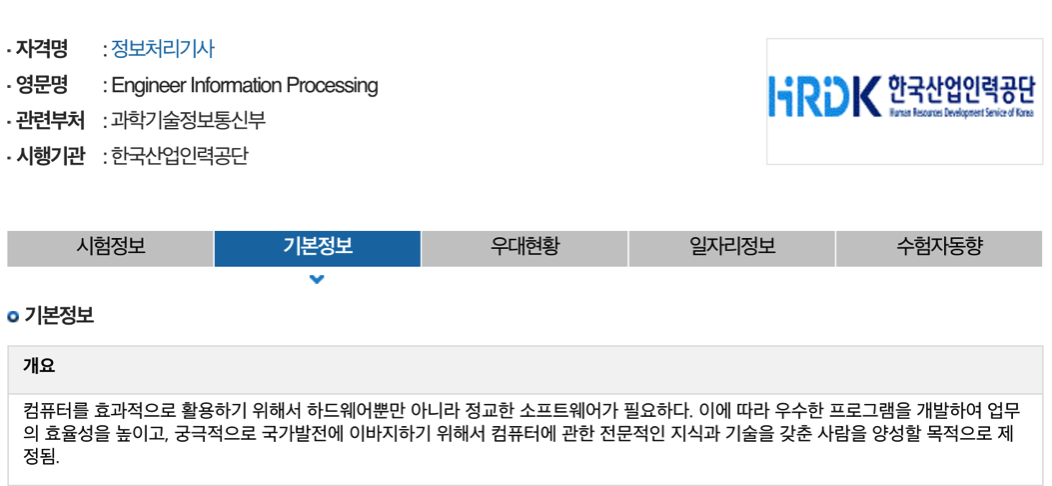 · 자격명 : 정보처리기사
· 영문명 : Engineer Information Processing
· 관련부처 : 과학기술정보통신부
· 시행기관 : 한국산업인력공단
HRDK 한국산업인력공단
Human Resources Development Service of Korea
시험정보 기본정보 우대현황 일자리정보 수험자동향
기본정보
개요
컴퓨터를 효과적으로 활용하기 위해서 하드웨어뿐만 아니라 정교한 소프트웨어가 필요하다. 이에 따라 우수한 프로그램을 개발하여 업무
의 효율성을 높이고, 궁극적으로 국가발전에 이바지하기 위해서 컴퓨터에 관한 전문적인 지식과 기술을 갖춘 사람을 양성할 목적으로 제
정됨.